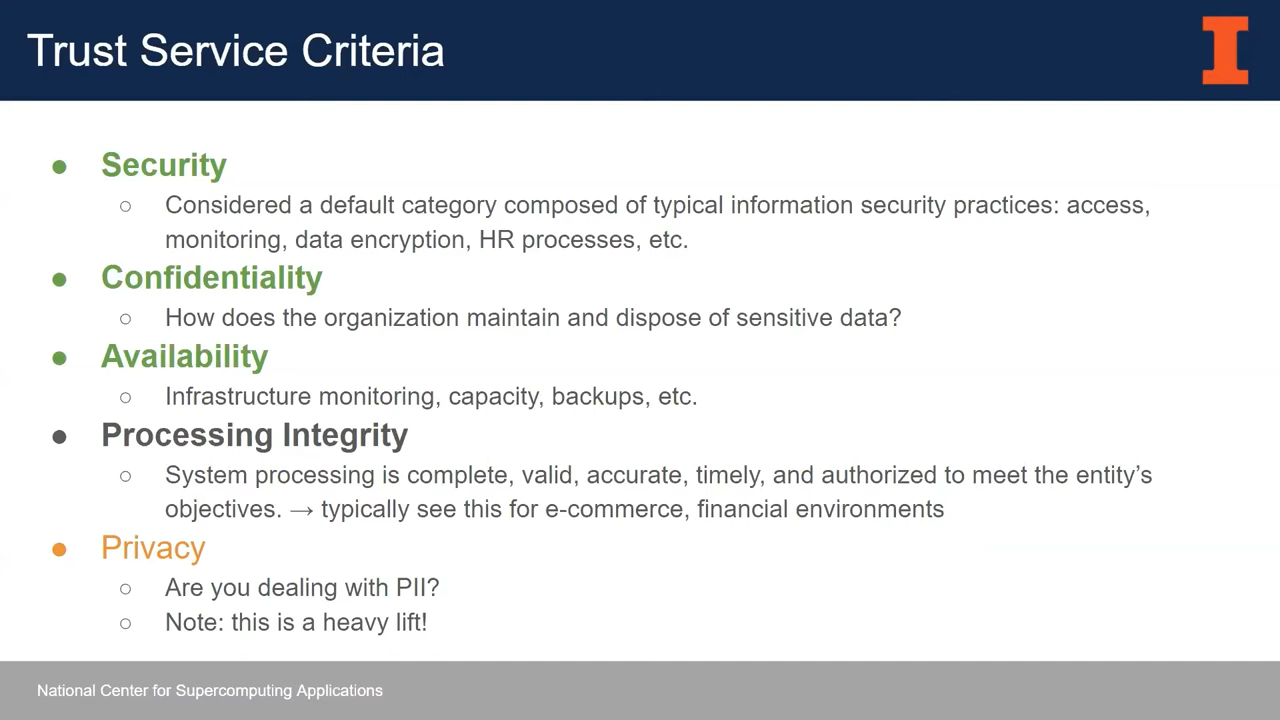 Trust Service Criteria
● Security
○ Considered a default category composed of typical information security practices: access,
monitoring, data encryption, HR processes, etc.
● Confidentiality
○ How does the organization maintain and dispose of sensitive data?
● Availability
○ Infrastructure monitoring, capacity, backups, etc.
● Processing Integrity
○ System processing is complete, valid, accurate, timely, and authorized to meet the entity’s
objectives. → typically see this for e-commerce, financial environments
● Privacy
○ Are you dealing with PII?
○ Note: this is a heavy lift!
National Center for Supercomputing Applications